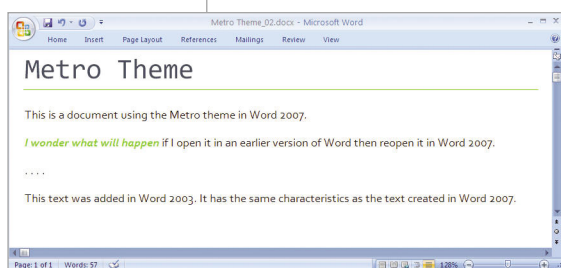 Metro Theme_02.docx - Microsoft Word
Home Insert Page Layout References Mailings Review View
Metro Theme
This is a document using the Metro theme in Word 2007.
I wonder what will happen if I open it in an earlier version of Word then reopen it in Word 2007.
. . . .
This text was added in Word 2003. It has the same characteristics as the text created in Word 2007.
Page: 1 of 1 Words: 57 128%